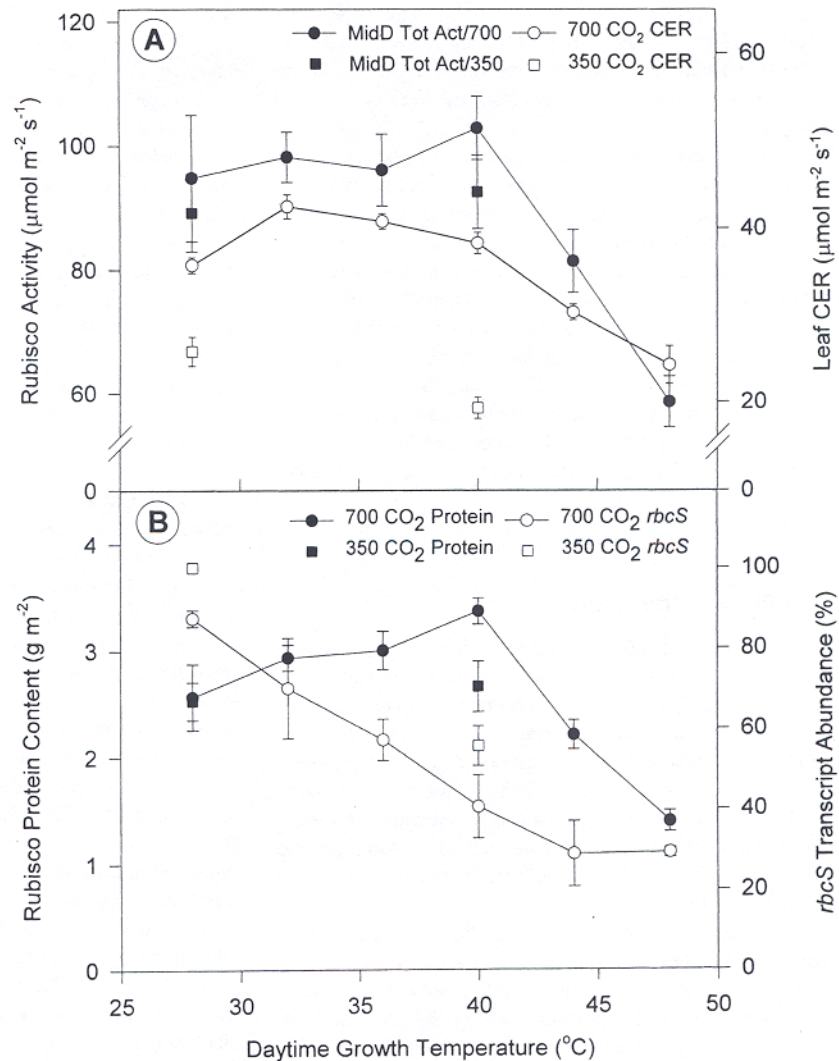 A
MidD Tot Act/700
700 CO2 CER
MidD Tot Act/350
350 CO2 CER
120
100
80
60
0
60
40
20
0
Rubisco Activity (µmol m-2 s-1)
Leaf CER (µmol m-2 s-1)
B
700 CO2 Protein
700 CO2 rbcS
350 CO2 Protein
350 CO2 rbcS
4
3
2
1
0
100
80
60
40
20
0
Rubisco Protein Content (g m-2)
rbcS Transcript Abundance (%)
25 30 35 40 45 50
Daytime Growth Temperature (oC)